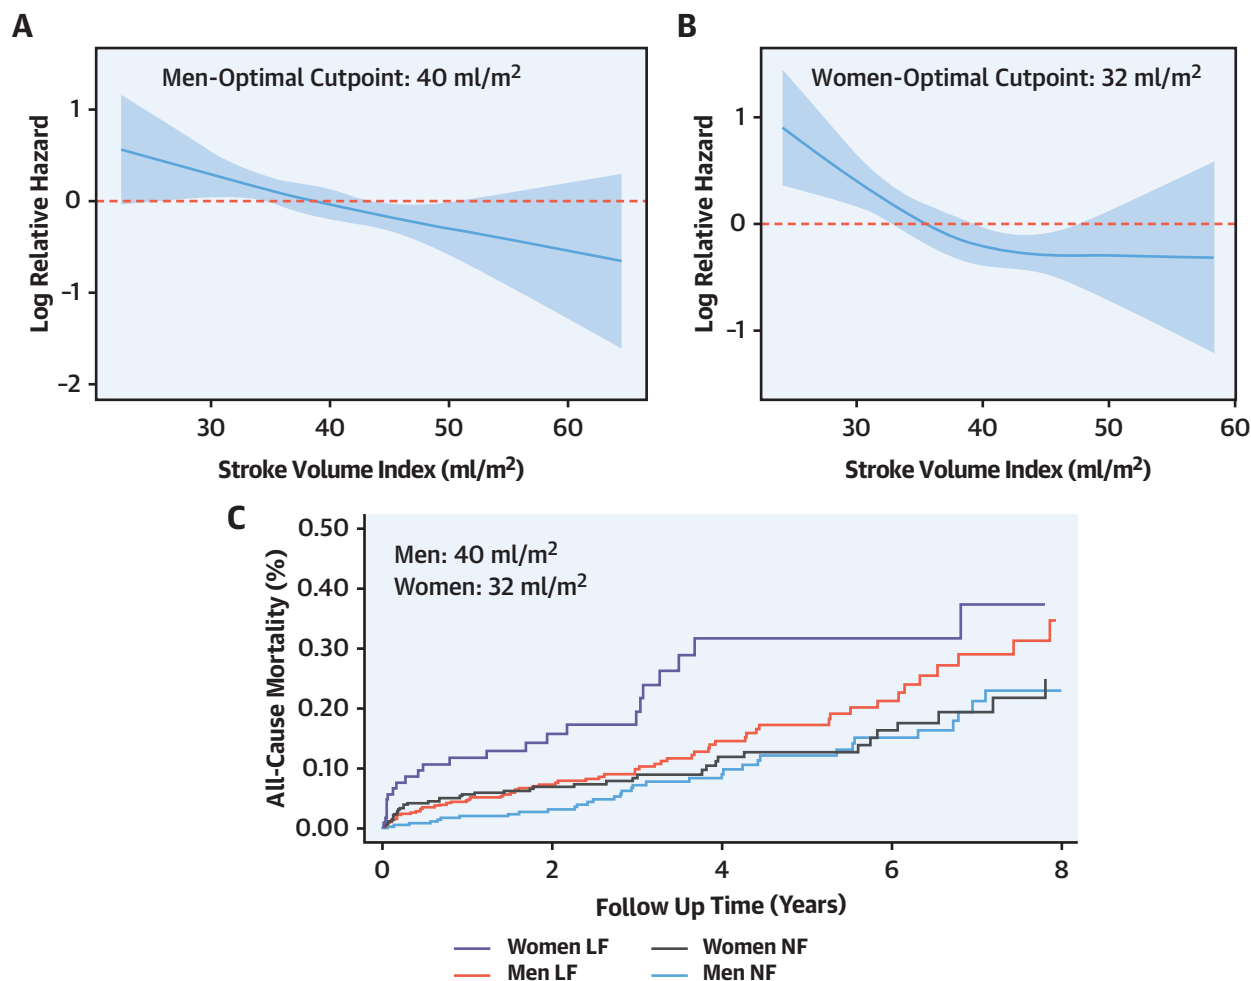 A
Men-Optimal Cutpoint: 40 ml/m²
Log Relative Hazard
1
0
–1
–2
30 40 50 60
Stroke Volume Index (ml/m²)
B
Women-Optimal Cutpoint: 32 ml/m²
Log Relative Hazard
1
0
–1
30 40 50 60
Stroke Volume Index (ml/m²)
C
Men: 40 ml/m²
Women: 32 ml/m²
All-Cause Mortality (%)
0.50
0.40
0.30
0.20
0.10
0.00
0 2 4 6 8
Follow Up Time (Years)
Women LF Women NF
Men LF Men NF